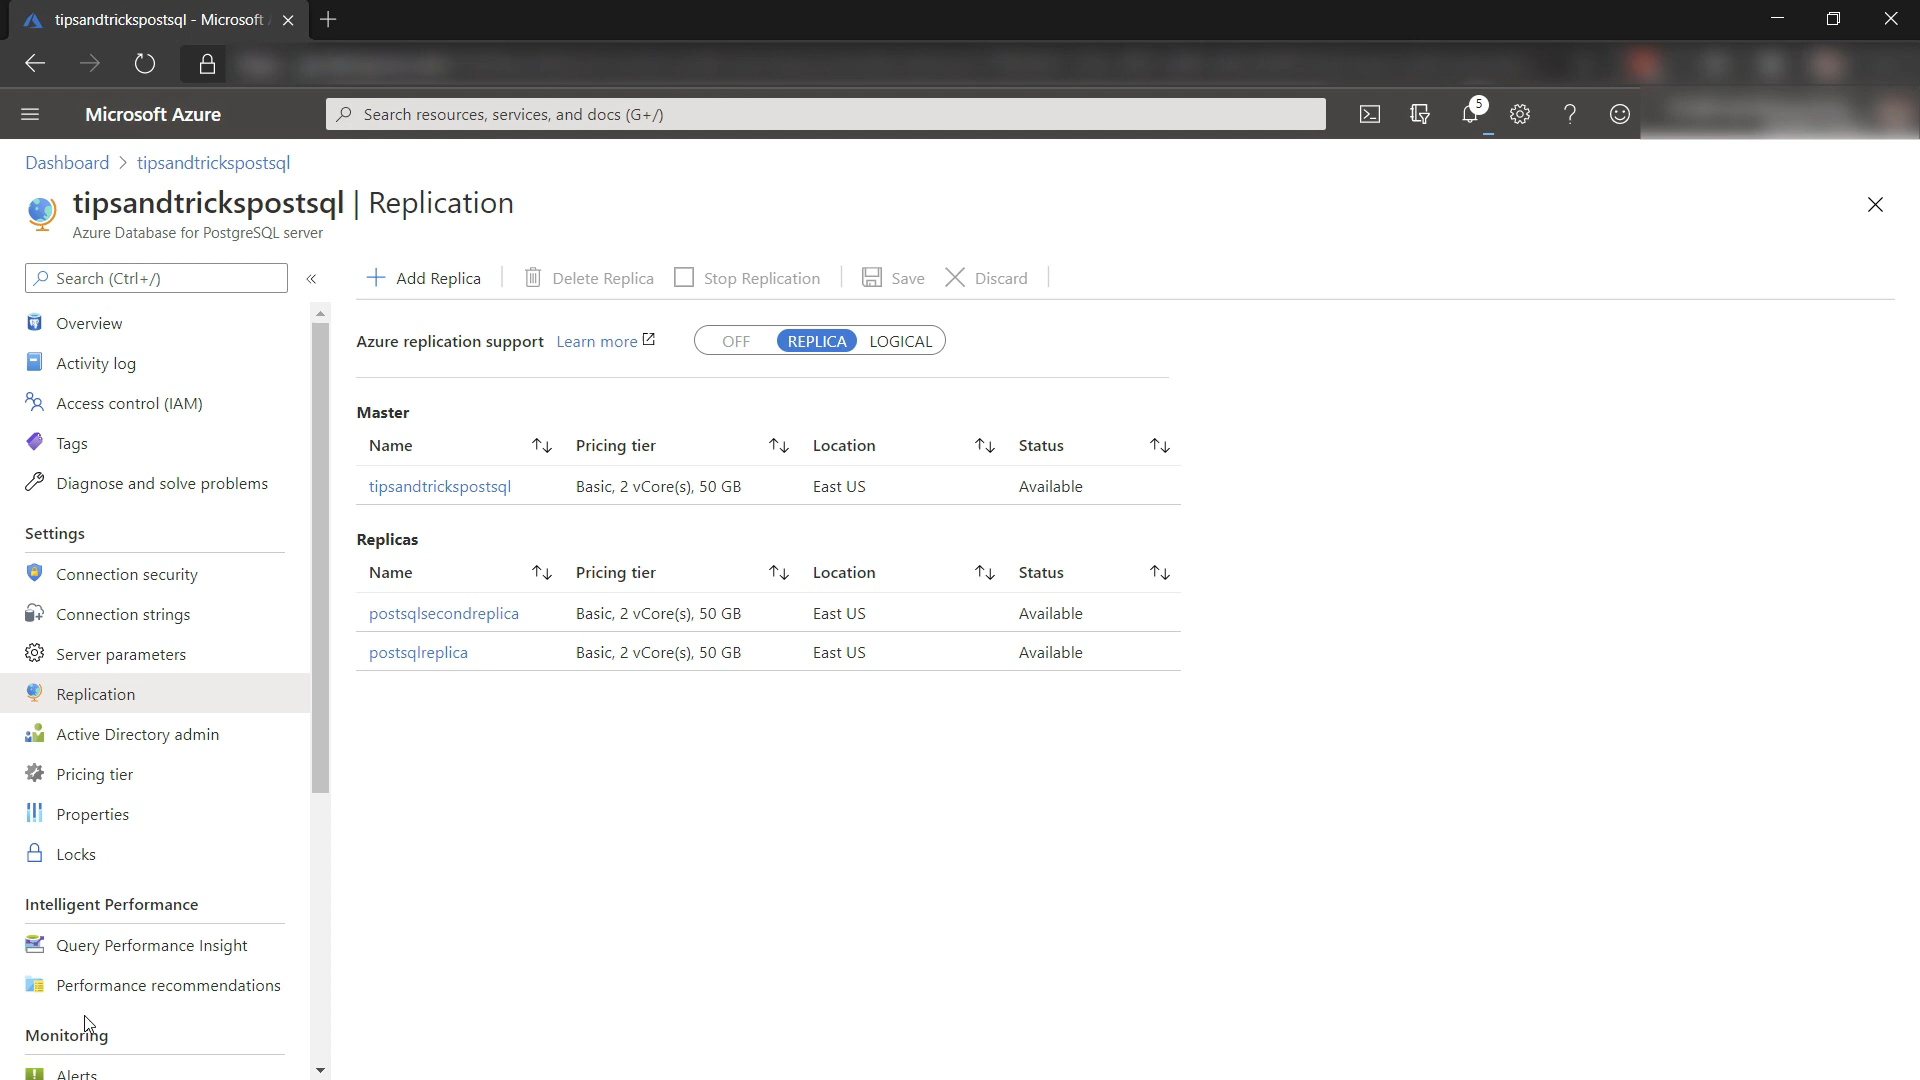 tipsandtrickspostsql - Microsoft
Microsoft Azure
Search resources, services, and docs (G+/)
5
Dashboard > tipsandtrickspostsql
tipsandtrickspostsql | Replication
Azure Database for PostgreSQL server
Search (Ctrl+/)
«
Overview
Activity log
Access control (IAM)
Tags
Diagnose and solve problems
Settings
Connection security
Connection strings
Server parameters
Replication
Active Directory admin
Pricing tier
Properties
Locks
Intelligent Performance
Query Performance Insight
Performance recommendations
Monitoring
Alerts
Add Replica Delete Replica Stop Replication Save Discard
Azure replication support Learn more OFF REPLICA LOGICAL
Master
Name Pricing tier Location Status
tipsandtrickspostsql Basic, 2 vCore(s), 50 GB East US Available
Replicas
Name Pricing tier Location Status
postsqlsecondreplica Basic, 2 vCore(s), 50 GB East US Available
postsqlreplica Basic, 2 vCore(s), 50 GB East US Available